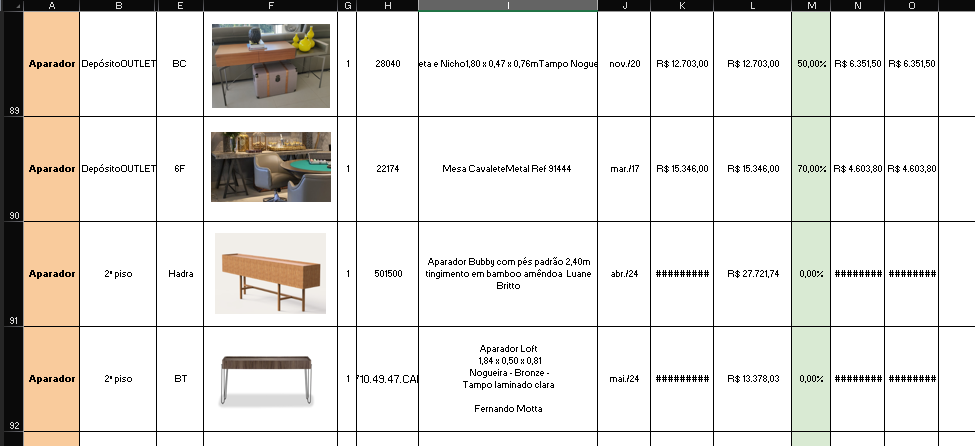 A B E F G H I J K L M N O
89 Aparador DepósitoOUTLET BC 1 28040 eta e Nicho1,80 x 0,47 x 0,76mTampo Nogue nov./20 R$ 12.703,00 R$ 12.703,00 50,00% R$ 6.351,50 R$ 6.351,50
90 Aparador DepósitoOUTLET 6F 1 22174 Mesa CavaleteMetal Ref 91444 mar./17 R$ 15.346,00 R$ 15.346,00 70,00% R$ 4.603,80 R$ 4.603,80
91 Aparador 2º piso Hadra 1 501500 Aparador Bubby com pés padrão 2,40m
tingimento em bamboo amêndoa Luane
Britto
abr./24 ######### R$ 27.721,74 0,00% ######## ########
92 Aparador 2º piso BT 1 710.49.47.CA Aparador Loft
1,84 x 0,50 x 0,81
Nogueira - Bronze -
Tampo laminado clara
Fernando Motta
mai./24 ######### R$ 13.378,03 0,00% ######## ########